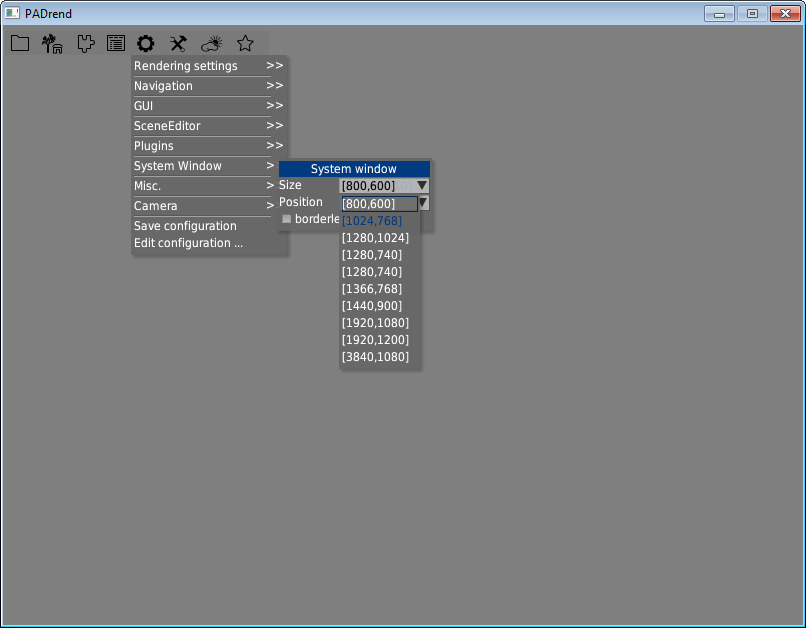 PADrend
Rendering settings >>
Navigation >>
GUI >>
SceneEditor >>
Plugins >>
System Window >
Misc. >
Camera >
Save configuration
Edit configuration ...
System window
Size [800,600]
Position
borderle
[800,600]
[1024,768]
[1280,1024]
[1280,740]
[1280,740]
[1366,768]
[1440,900]
[1920,1080]
[1920,1200]
[3840,1080]